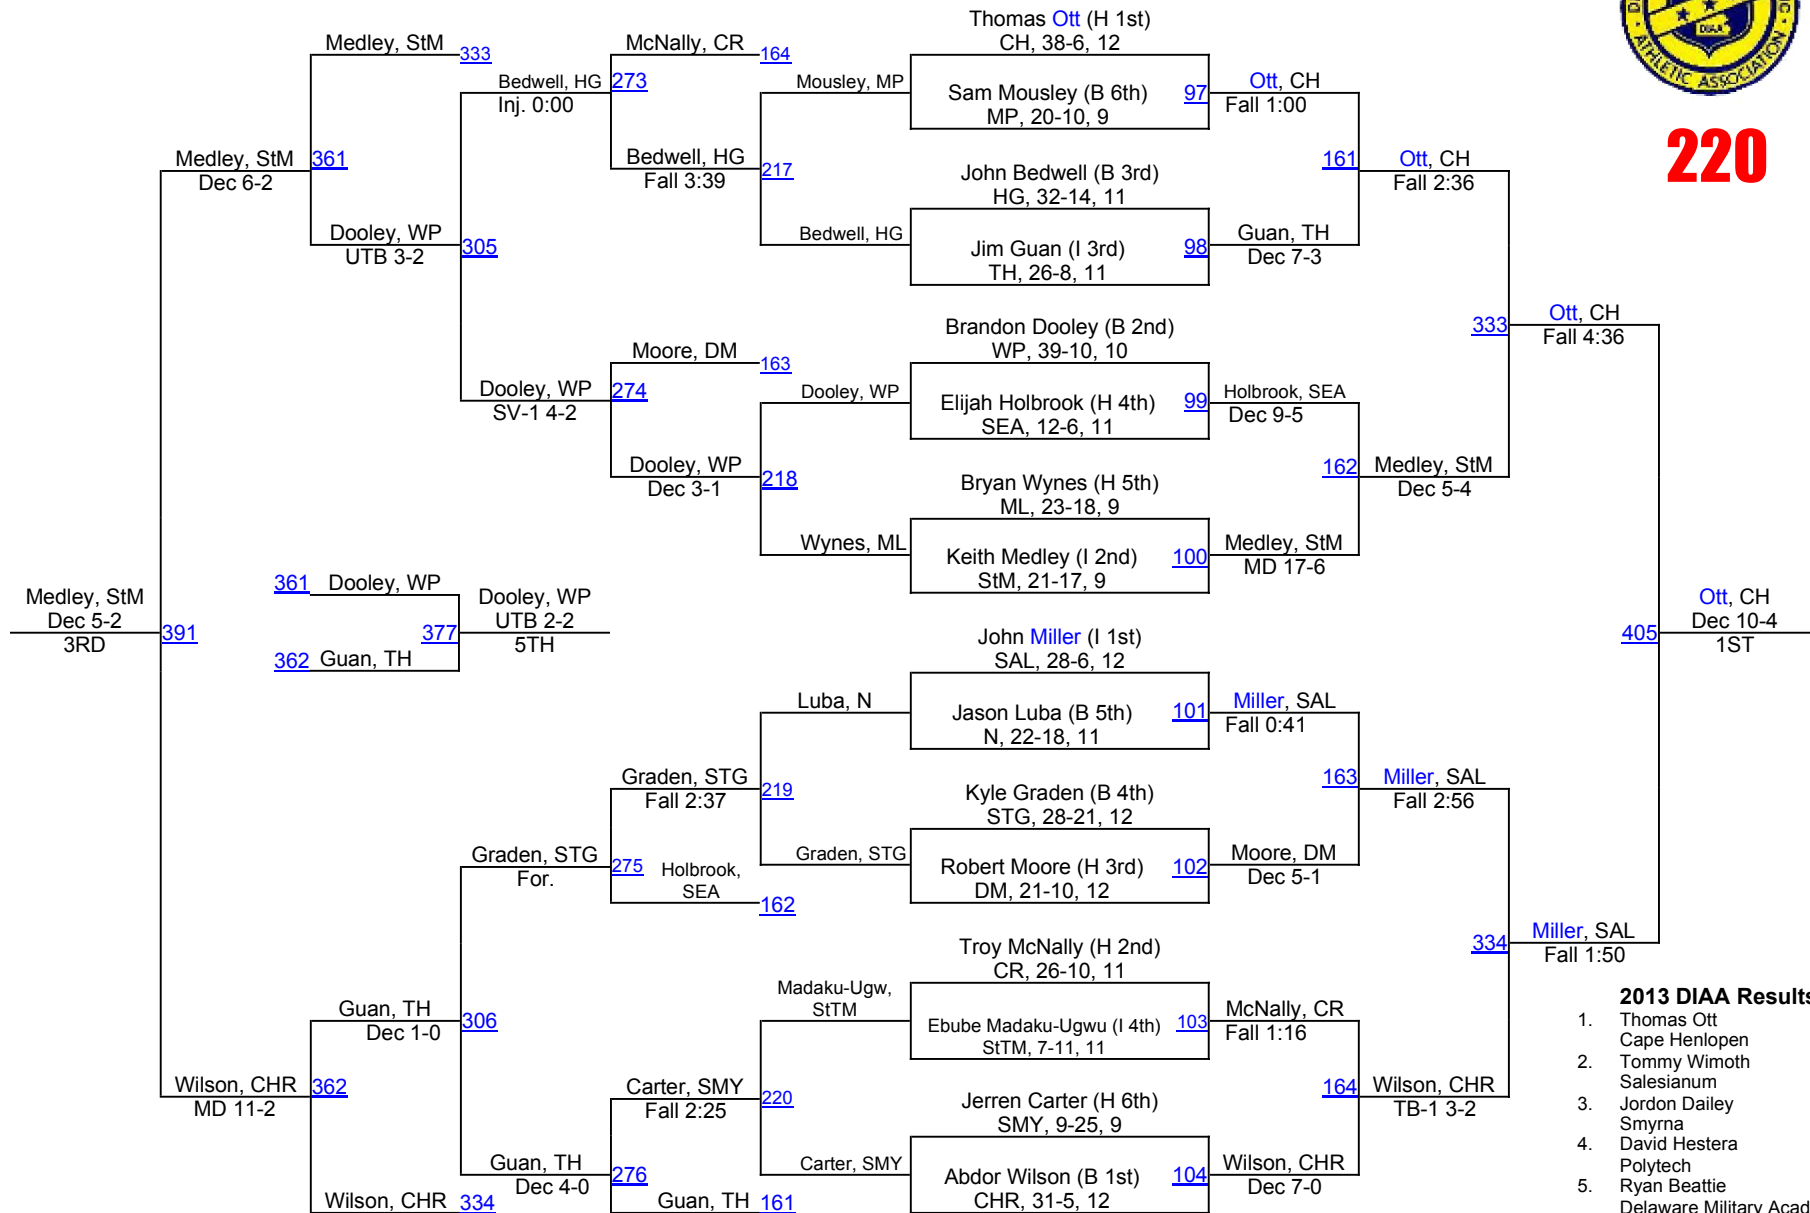 ATHLETIC ASSOCIATION
DIAA
220
Thomas Ott (H 1st)
CH, 38-6, 12
Sam Mousley (B 6th)
MP, 20-10, 9
97
John Bedwell (B 3rd)
HG, 32-14, 11
Jim Guan (I 3rd)
TH, 26-8, 11
98
Brandon Dooley (B 2nd)
WP, 39-10, 10
Elijah Holbrook (H 4th)
SEA, 12-6, 11
99
Bryan Wynes (H 5th)
ML, 23-18, 9
Keith Medley (I 2nd)
StM, 21-17, 9
100
John Miller (I 1st)
SAL, 28-6, 12
Jason Luba (B 5th)
N, 22-18, 11
101
Kyle Graden (B 4th)
STG, 28-21, 12
Robert Moore (H 3rd)
DM, 21-10, 12
102
Troy McNally (H 2nd)
CR, 26-10, 11
Ebube Madaku-Ugwu (I 4th)
StTM, 7-11, 11
103
Jerren Carter (H 6th)
SMY, 9-25, 9
Abdor Wilson (B 1st)
CHR, 31-5, 12
104
Ott, CH
Fall 1:00
Guan, TH
Dec 7-3
Holbrook, SEA
Dec 9-5
Medley, StM
MD 17-6
Miller, SAL
Fall 0:41
Moore, DM
Dec 5-1
McNally, CR
Fall 1:16
Wilson, CHR
Dec 7-0
161
Ott, CH
Fall 2:36
162
Medley, StM
Dec 5-4
163
Miller, SAL
Fall 2:56
164
Wilson, CHR
TB-1 3-2
333
Ott, CH
Fall 4:36
334
Miller, SAL
Fall 1:50
405
Ott, CH
Dec 10-4
1ST
Mousley, MP
Bedwell, HG
Dooley, WP
Wynes, ML
Luba, N
Graden, STG
Madaku-Ugw,
StTM
Carter, SMY
McNally, CR
164
Bedwell, HG
Fall 3:39
217
Moore, DM
163
Dooley, WP
Dec 3-1
218
Graden, STG
Fall 2:37
219
Holbrook,
SEA
162
Carter, SMY
Fall 2:25
220
Guan, TH
161
Bedwell, HG
Inj. 0:00
273
Dooley, WP
SV-1 4-2
274
Graden, STG
For.
275
Guan, TH
Dec 4-0
276
Medley, StM
333
Dooley, WP
UTB 3-2
305
Guan, TH
Dec 1-0
306
Wilson, CHR
334
Medley, StM
Dec 6-2
361
Wilson, CHR
MD 11-2
362
Medley, StM
Dec 5-2
3RD
391
361
Dooley, WP
362
Guan, TH
377
Dooley, WP
UTB 2-2
5TH
2013 DIAA Results
1. Thomas Ott
Cape Henlopen
2. Tommy Wimoth
Salesianum
3. Jordon Dailey
Smyrna
4. David Hestera
Polytech
5. Ryan Beattie
Delaware Military Acad